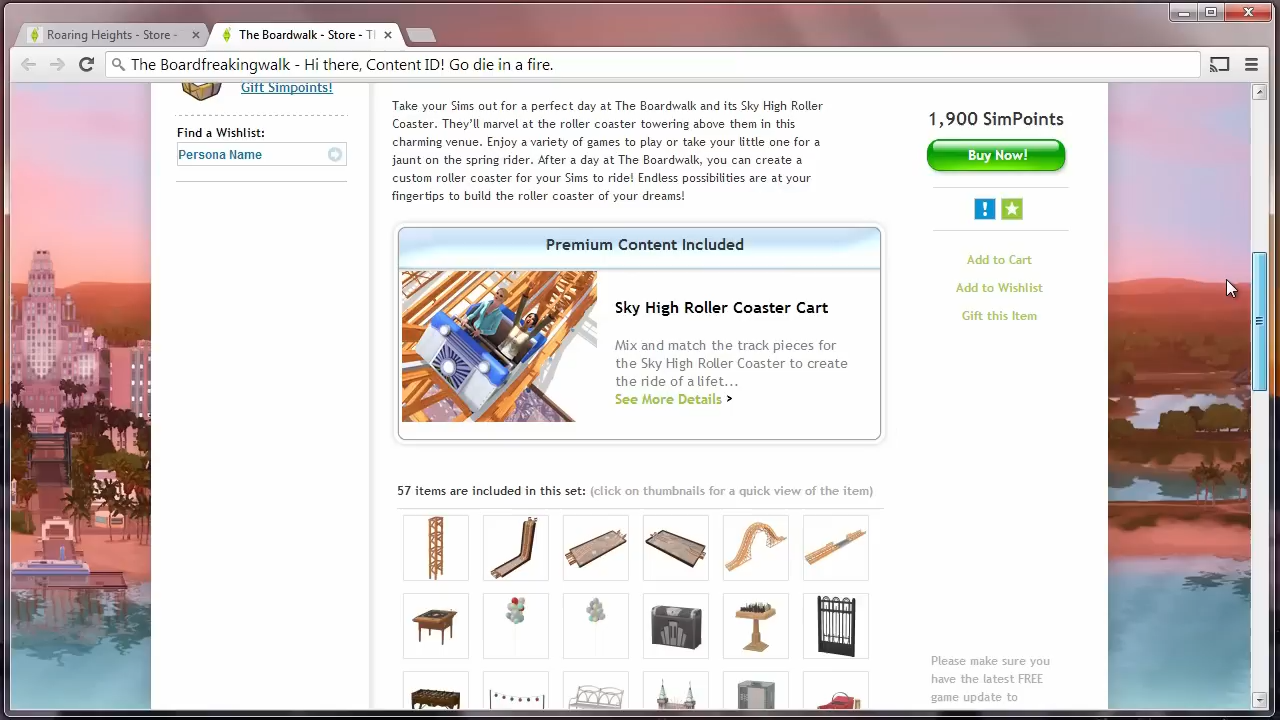 Roaring Heights - Store -
The Boardwalk - Store - T
The Boardfreakingwalk - Hi there, Content ID! Go die in a fire.
Gift Simpoints!
Find a Wishlist:
Persona Name
Take your Sims out for a perfect day at The Boardwalk and its Sky High Roller
Coaster. They'll marvel at the roller coaster towering above them in this
charming venue. Enjoy a variety of games to play or take your little one for a
jaunt on the spring rider. After a day at The Boardwalk, you can create a
custom roller coaster for your Sims to ride! Endless possibilities are at your
fingertips to build the roller coaster of your dreams!
Premium Content Included
Sky High Roller Coaster Cart
Mix and match the track pieces for
the Sky High Roller Coaster to create
the ride of a lifet...
See More Details >
57 items are included in this set: (click on thumbnails for a quick view of the item)
1,900 SimPoints
Buy Now!
Add to Cart
Add to Wishlist
Gift this Item
Please make sure you
have the latest FREE
game update to